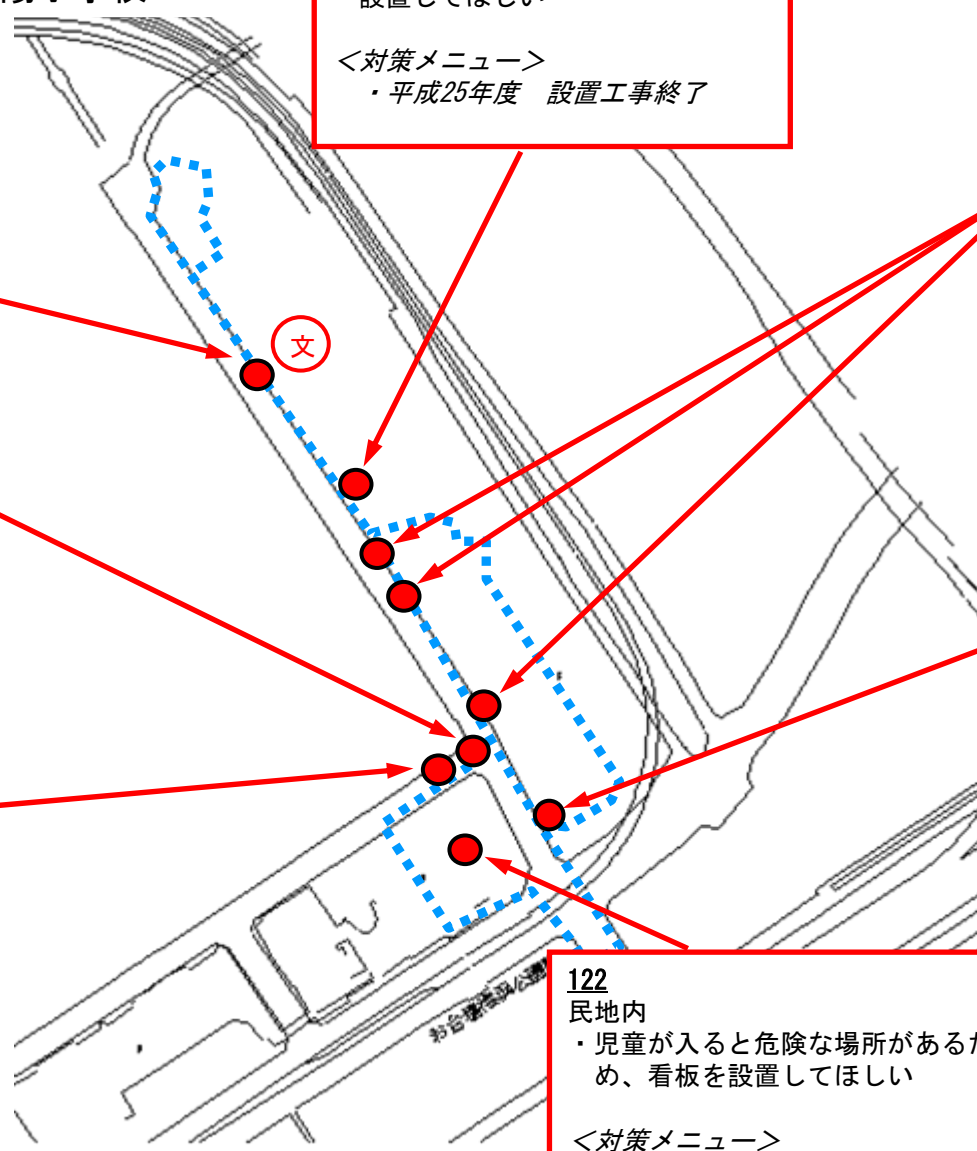 設置してほしい
＜対策メニュー＞
・平成25年度　設置工事終了
文
122
民地内
・児童が入ると危険な場所があるた
め、看板を設置してほしい
＜対策メニュー＞